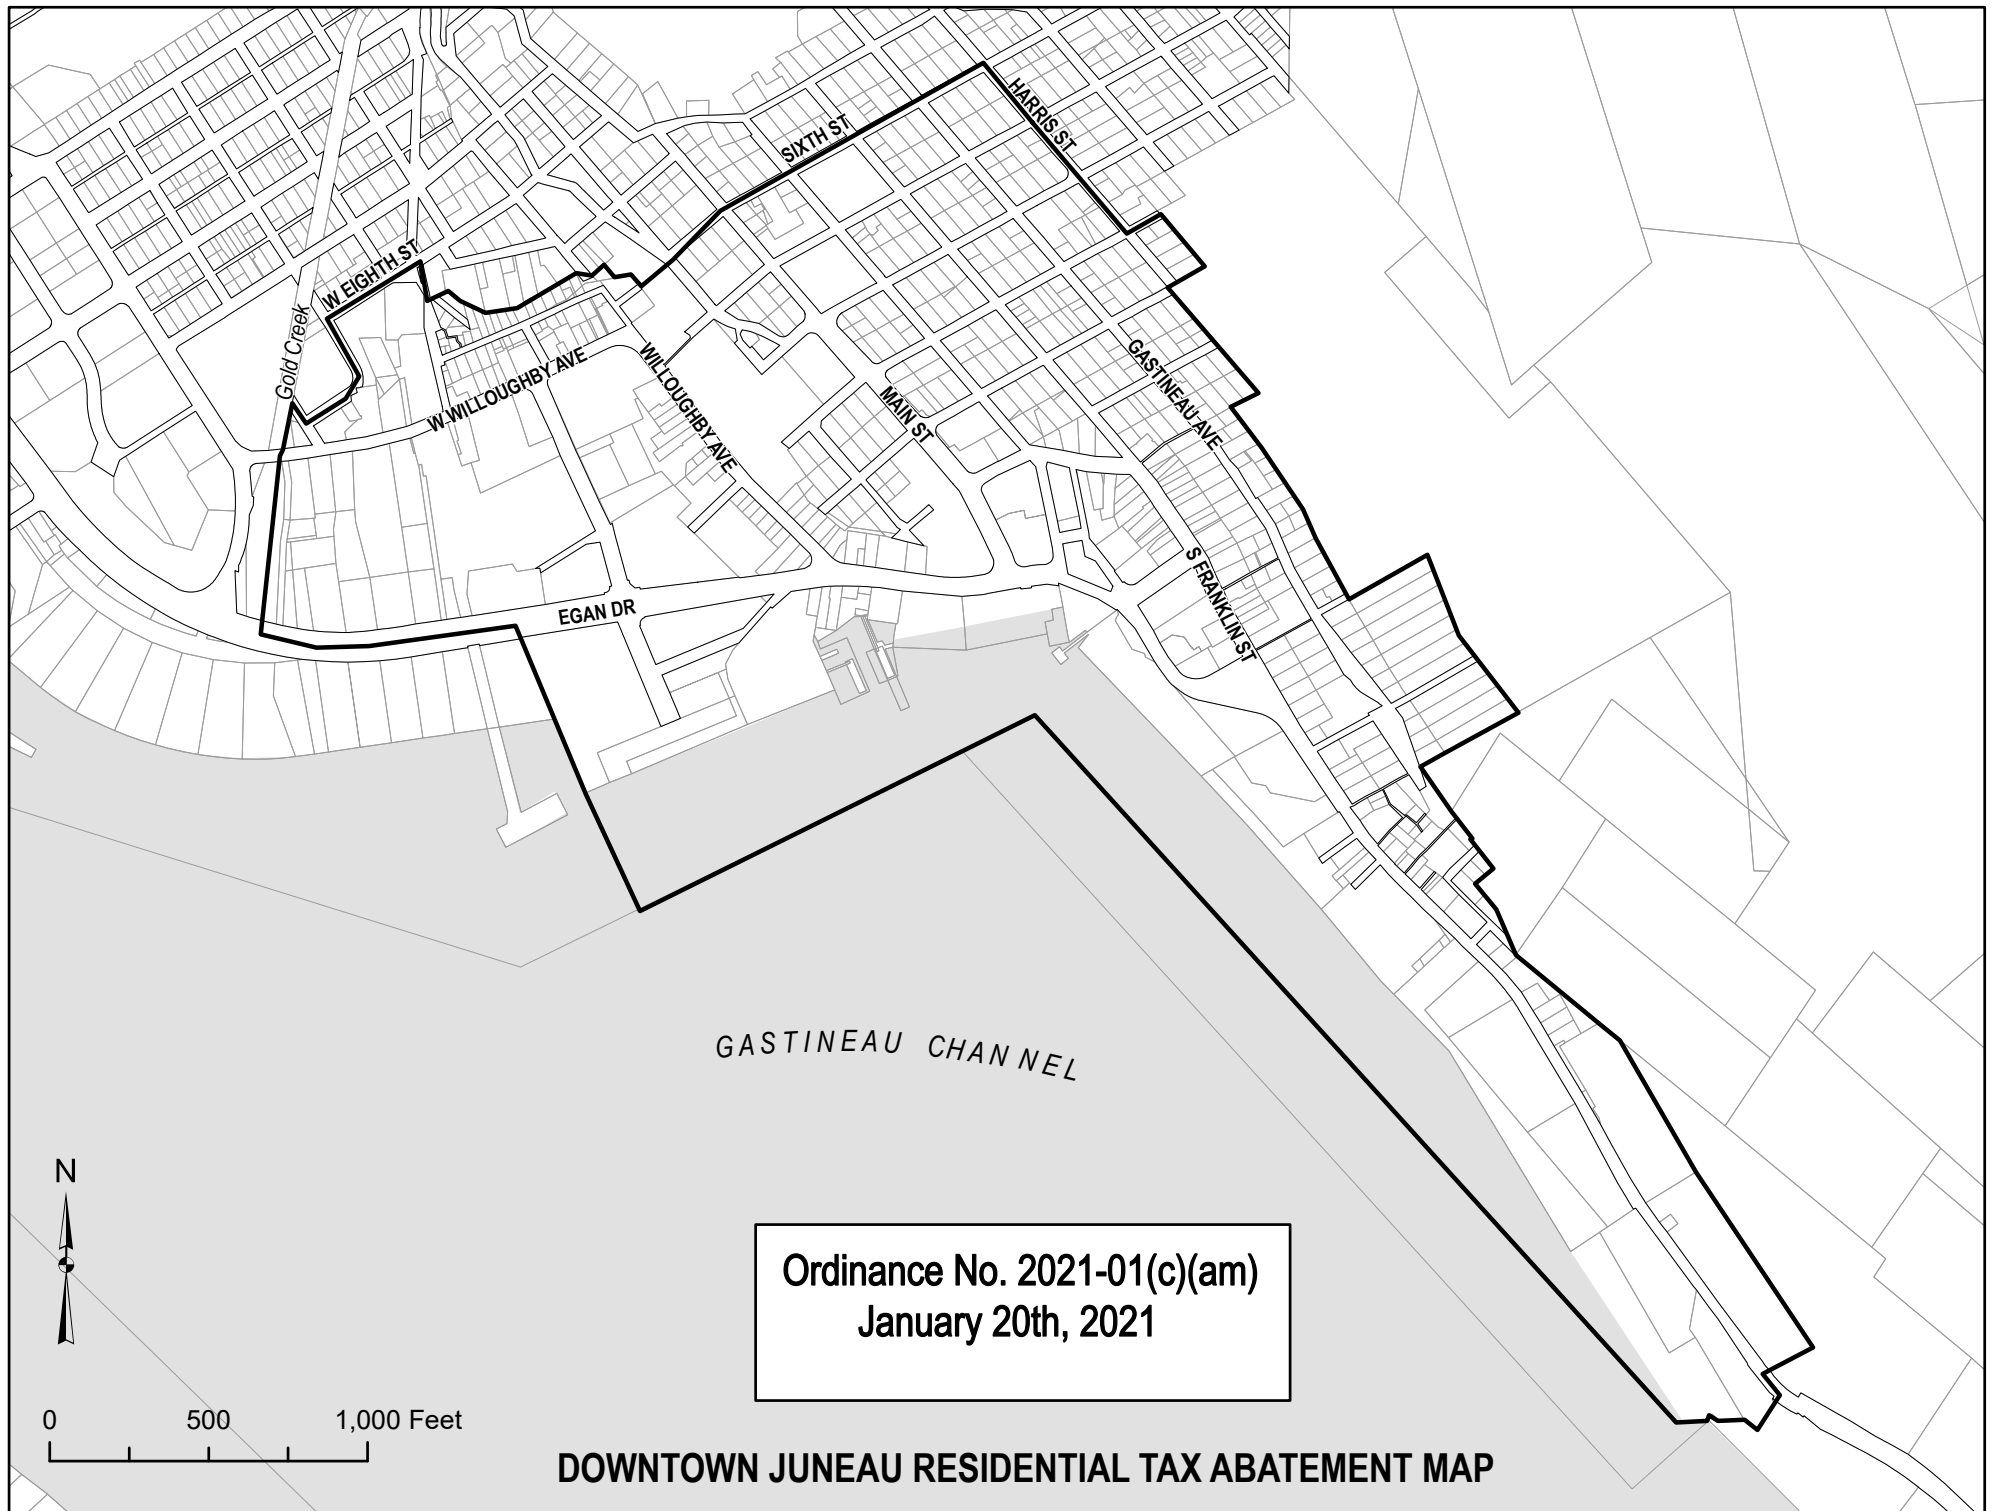 HARRIS ST
SIXTH ST
W EIGHTH ST
Gold Creek
W WILLOUGHBY AVE
WILLOUGHBY AVE
MAIN ST
GASTINEAU AVE
S FRANKLIN ST
EGAN DR
GASTINEAU CHANNEL
N
Ordinance No. 2021-01(c)(am)
January 20th, 2021
0 500 1,000 Feet
DOWNTOWN JUNEAU RESIDENTIAL TAX ABATEMENT MAP